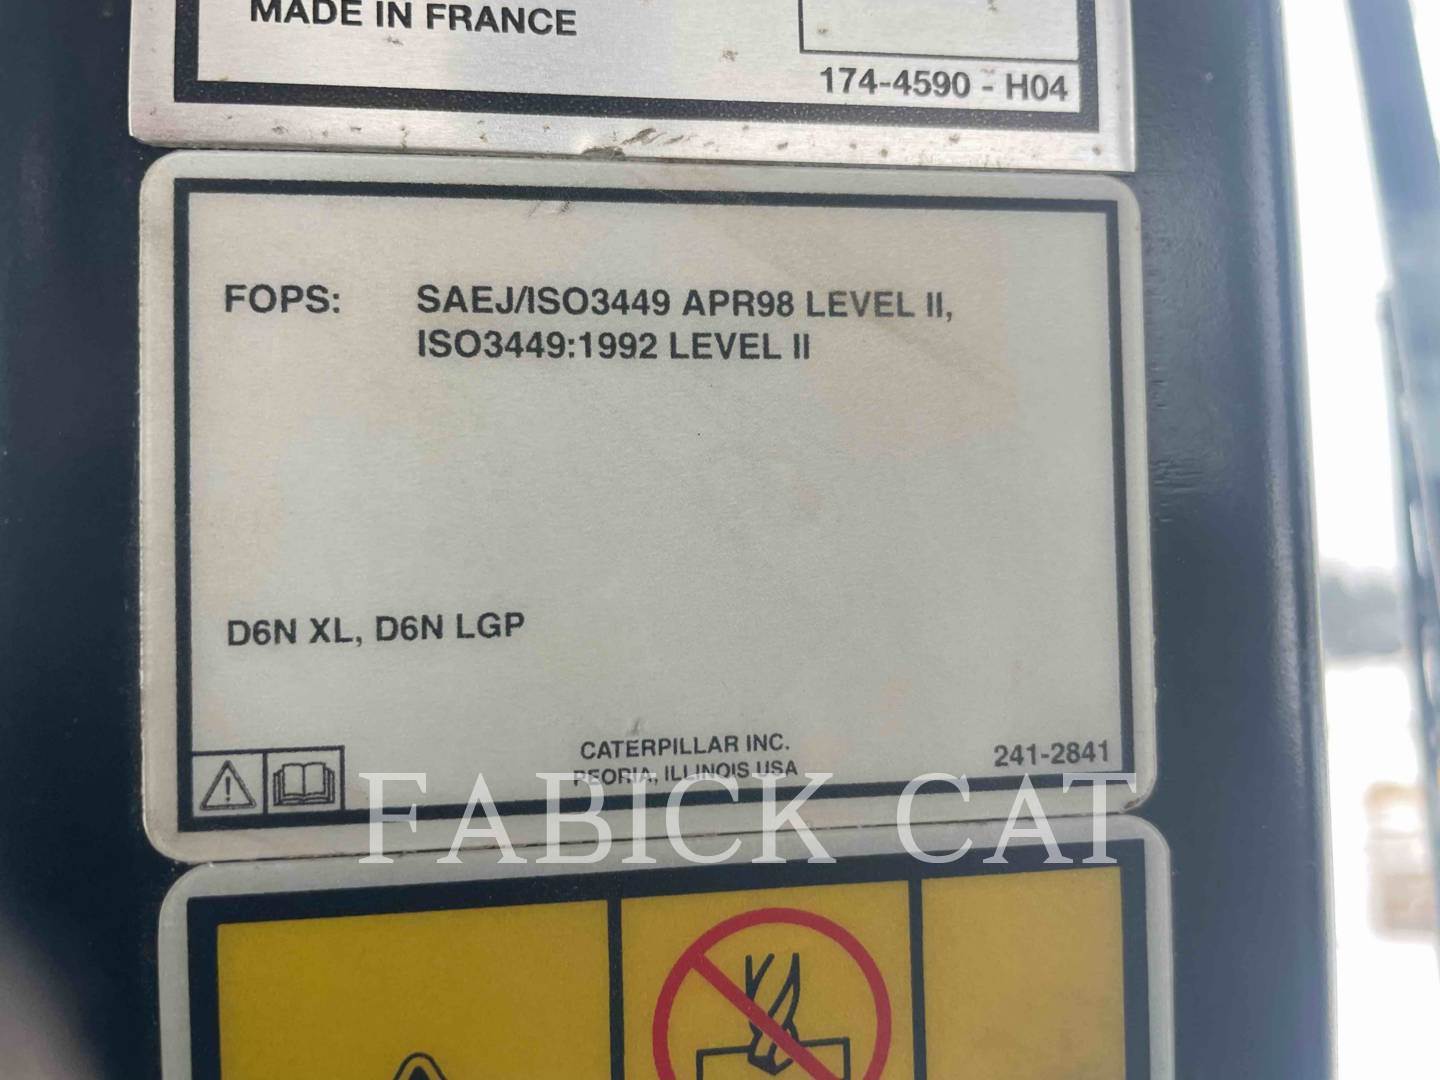 MADE IN FRANCE
174-4590 - H04
FOPS: SAEJ/ISO3449 APR98 LEVEL II,
ISO3449:1992 LEVEL II
D6N XL, D6N LGP
CATERPILLAR INC.
PEORIA, ILLINOIS USA
241-2841
FABICK CAT